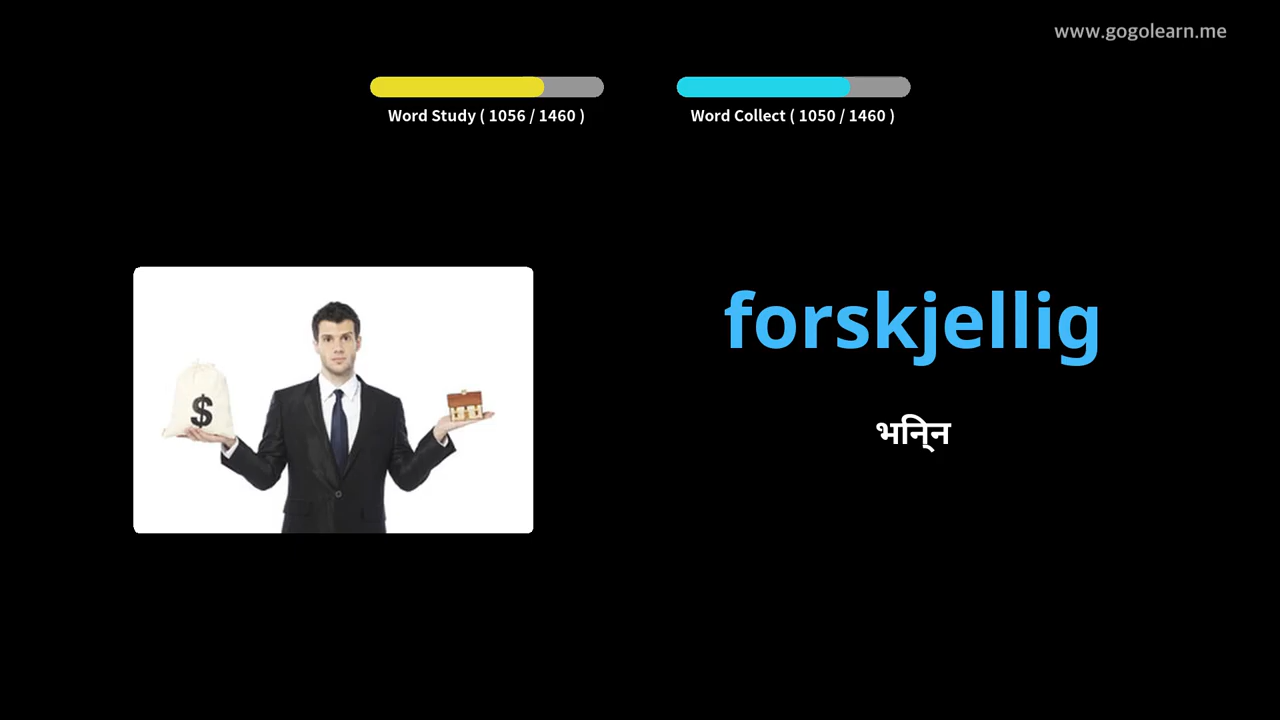 www.gogolearn.me
Word Study ( 1056 / 1460 )
Word Collect ( 1050 / 1460 )
$
forskjellig
भिन्न